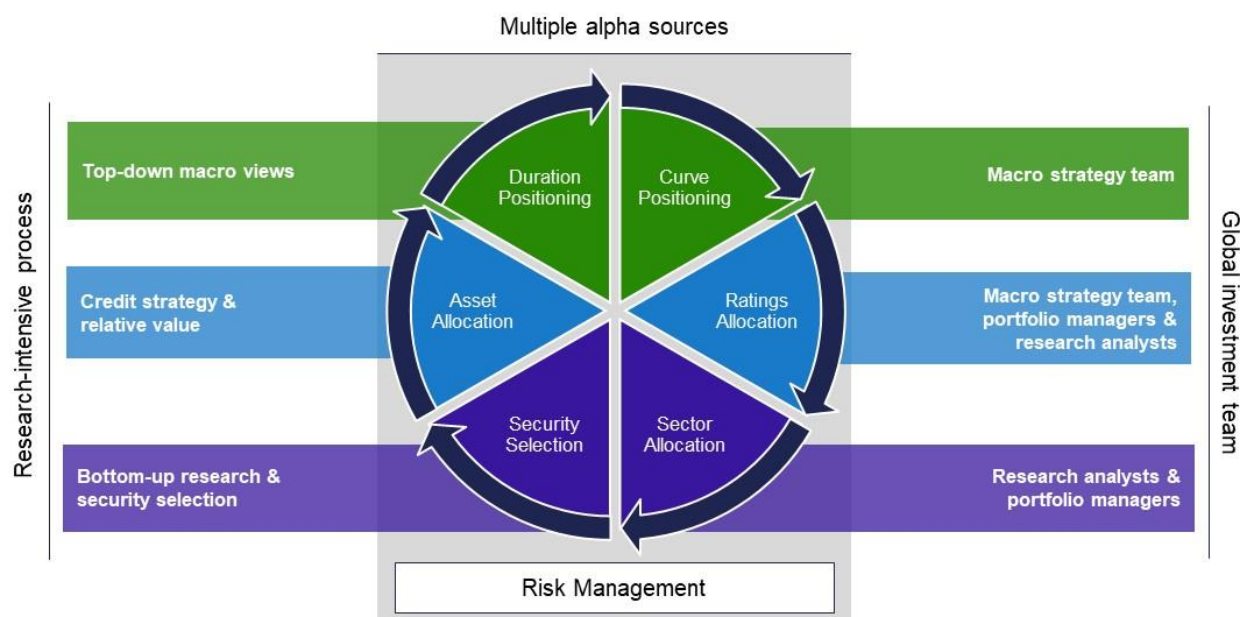 Multiple alpha sources
Research-intensive process
Top-down macro views
Duration
Positioning
Curve
Positioning
Macro strategy team
Credit strategy &
relative value
Asset
Allocation
Ratings
Allocation
Macro strategy team,
portfolio managers &
research analysts
Bottom-up research &
security selection
Security
Selection
Sector
Allocation
Research analysts &
portfolio managers
Global investment
team
Risk Management